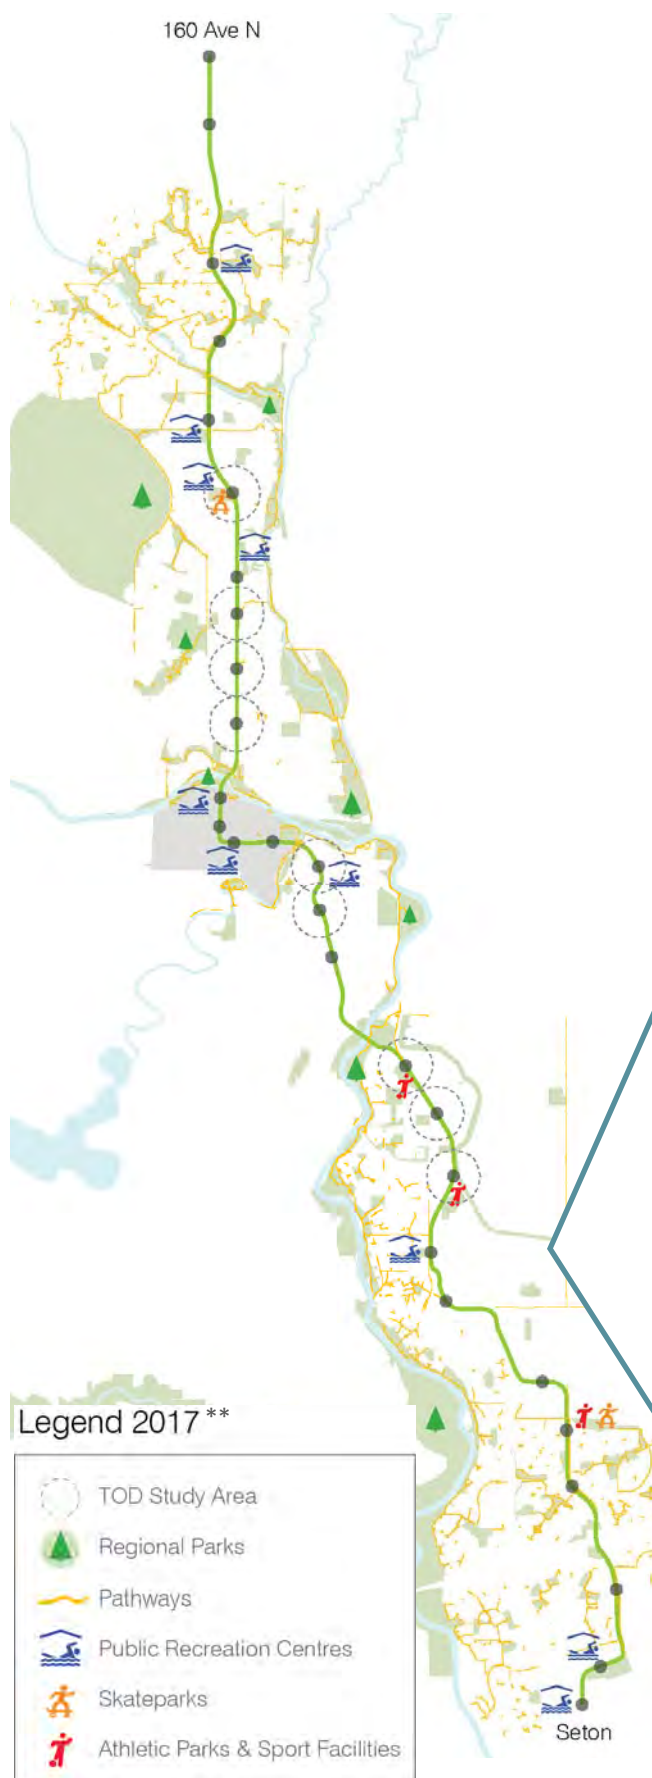 160 Ave N
Seton
Legend 2017 **
TOD Study Area
Regional Parks
Pathways
Public Recreation Centres
Skateparks
Athletic Parks & Sport Facilities